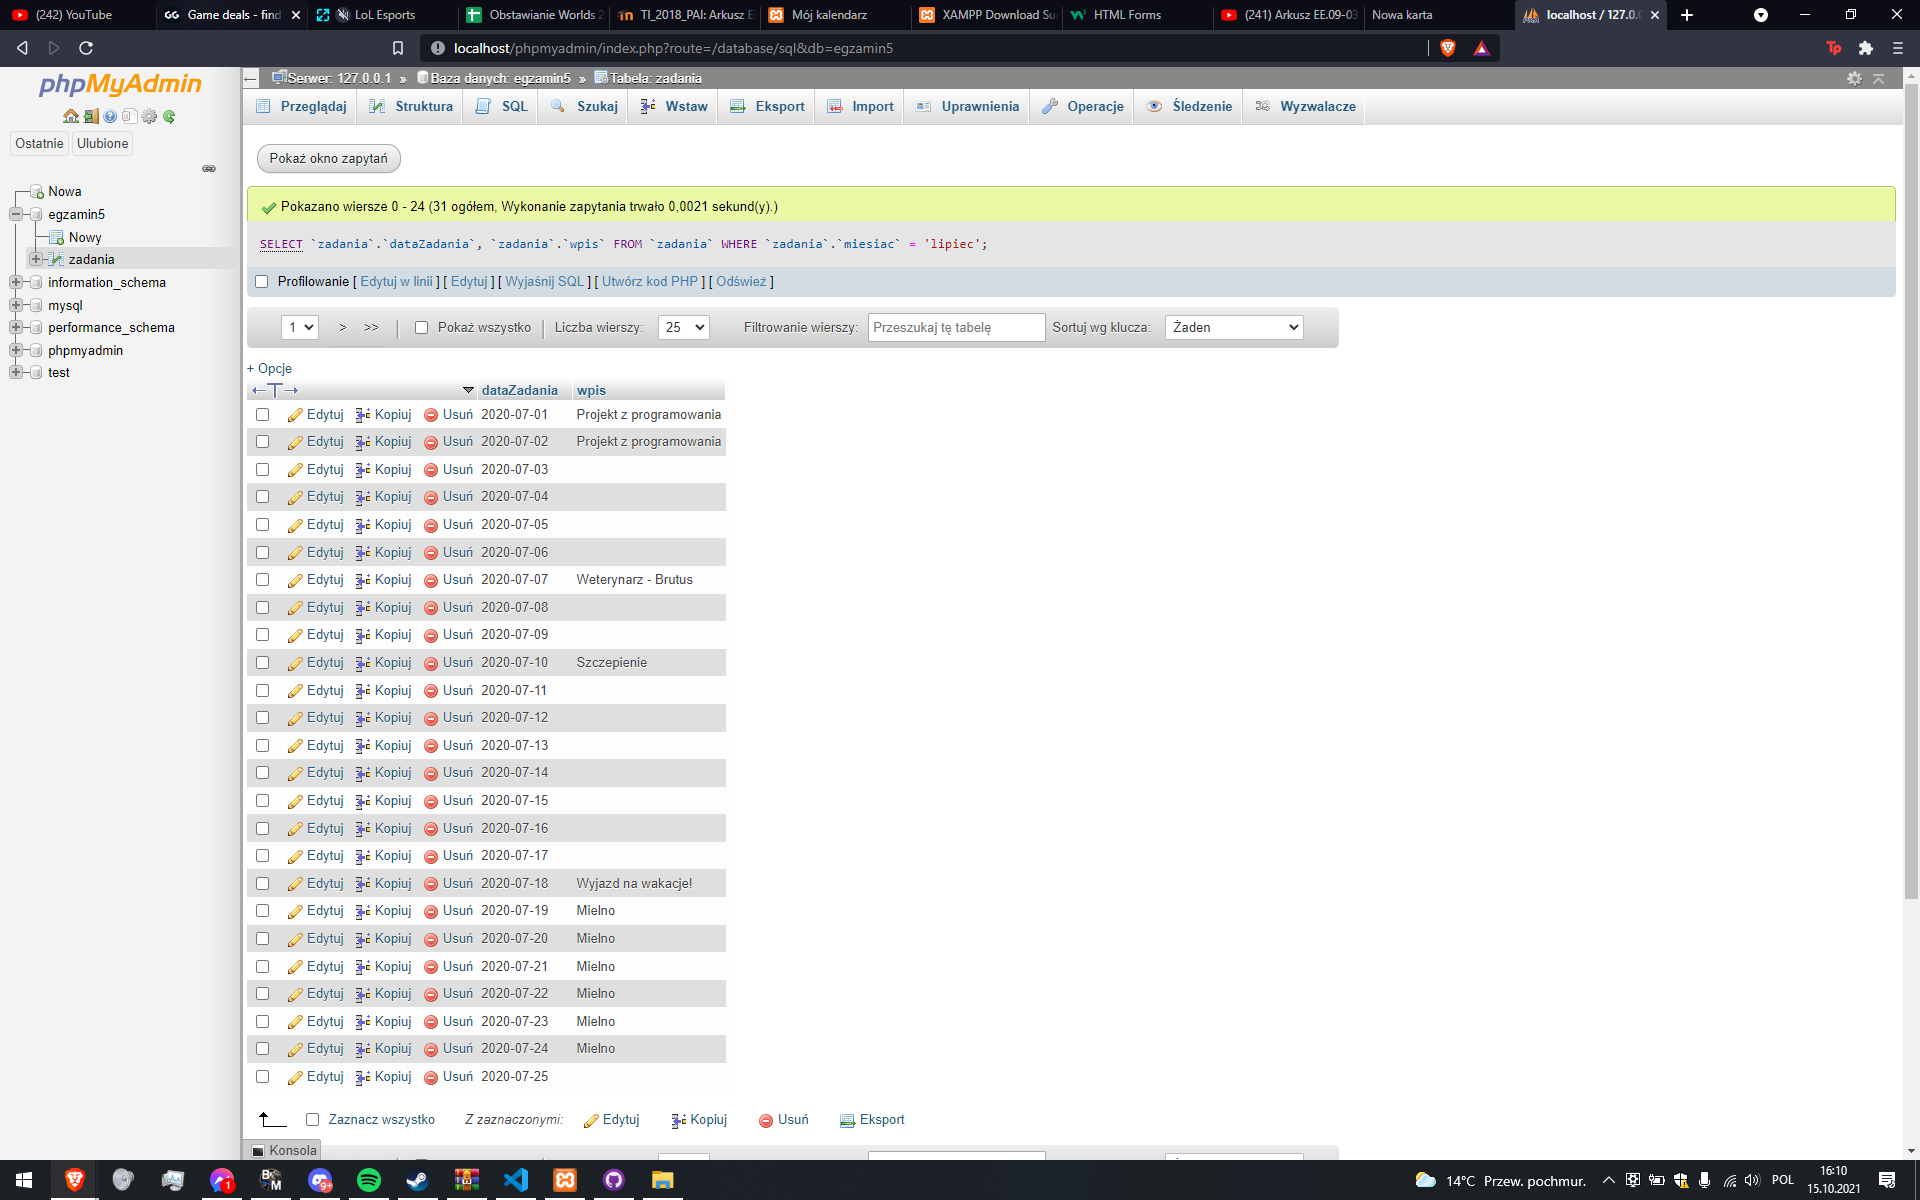 (242) YouTube
GG Game deals - find
LoL Esports
Obstawianie Worlds 2
TI_2018_PAI: Arkusz E
Mój kalendarz
XAMPP Download Su
HTML Forms
(241) Arkusz EE.09-03
Nowa karta
localhost / 127.0.0
localhost/phpmyadmin/index.php?route=/database/sql&db=egzamin5
Tp
phpMyAdmin
Ostatnie Ulubione
Nowa
egzamin5
Nowy
zadania
information_schema
mysql
performance_schema
phpmyadmin
test
Serwer: 127.0.0.1 » Baza danych: egzamin5 » Tabela: zadania
Przeglądaj Struktura SQL Szukaj Wstaw Eksport Import Uprawnienia Operacje Śledzenie Wyzwalacze
Pokaż okno zapytań
Pokazano wiersze 0 - 24 (31 ogółem, Wykonanie zapytania trwało 0,0021 sekund(y).)
SELECT `zadania`.`dataZadania`, `zadania`.`wpis` FROM `zadania` WHERE `zadania`.`miesiac` = 'lipiec';
Profilowanie [ Edytuj w linii ] [ Edytuj ] [ Wyjaśnij SQL ] [ Utwórz kod PHP ] [ Odśwież ]
1 > >> | Pokaż wszystko | Liczba wierszy: 25 Filtrowanie wierszy: Przeszukaj tę tabelę Sortuj wg klucza: Żaden
+ Opcje
←T→ dataZadania wpis
Edytuj Kopiuj Usuń 2020-07-01 Projekt z programowania
Edytuj Kopiuj Usuń 2020-07-02 Projekt z programowania
Edytuj Kopiuj Usuń 2020-07-03
Edytuj Kopiuj Usuń 2020-07-04
Edytuj Kopiuj Usuń 2020-07-05
Edytuj Kopiuj Usuń 2020-07-06
Edytuj Kopiuj Usuń 2020-07-07 Weterynarz - Brutus
Edytuj Kopiuj Usuń 2020-07-08
Edytuj Kopiuj Usuń 2020-07-09
Edytuj Kopiuj Usuń 2020-07-10 Szczepienie
Edytuj Kopiuj Usuń 2020-07-11
Edytuj Kopiuj Usuń 2020-07-12
Edytuj Kopiuj Usuń 2020-07-13
Edytuj Kopiuj Usuń 2020-07-14
Edytuj Kopiuj Usuń 2020-07-15
Edytuj Kopiuj Usuń 2020-07-16
Edytuj Kopiuj Usuń 2020-07-17
Edytuj Kopiuj Usuń 2020-07-18 Wyjazd na wakacje!
Edytuj Kopiuj Usuń 2020-07-19 Mielno
Edytuj Kopiuj Usuń 2020-07-20 Mielno
Edytuj Kopiuj Usuń 2020-07-21 Mielno
Edytuj Kopiuj Usuń 2020-07-22 Mielno
Edytuj Kopiuj Usuń 2020-07-23 Mielno
Edytuj Kopiuj Usuń 2020-07-24 Mielno
Edytuj Kopiuj Usuń 2020-07-25
Zaznacz wszystko Z zaznaczonymi: Edytuj Kopiuj Usuń Eksport
Konsola
14°C Przew. pochmur.
POL
16:10
15.10.2021